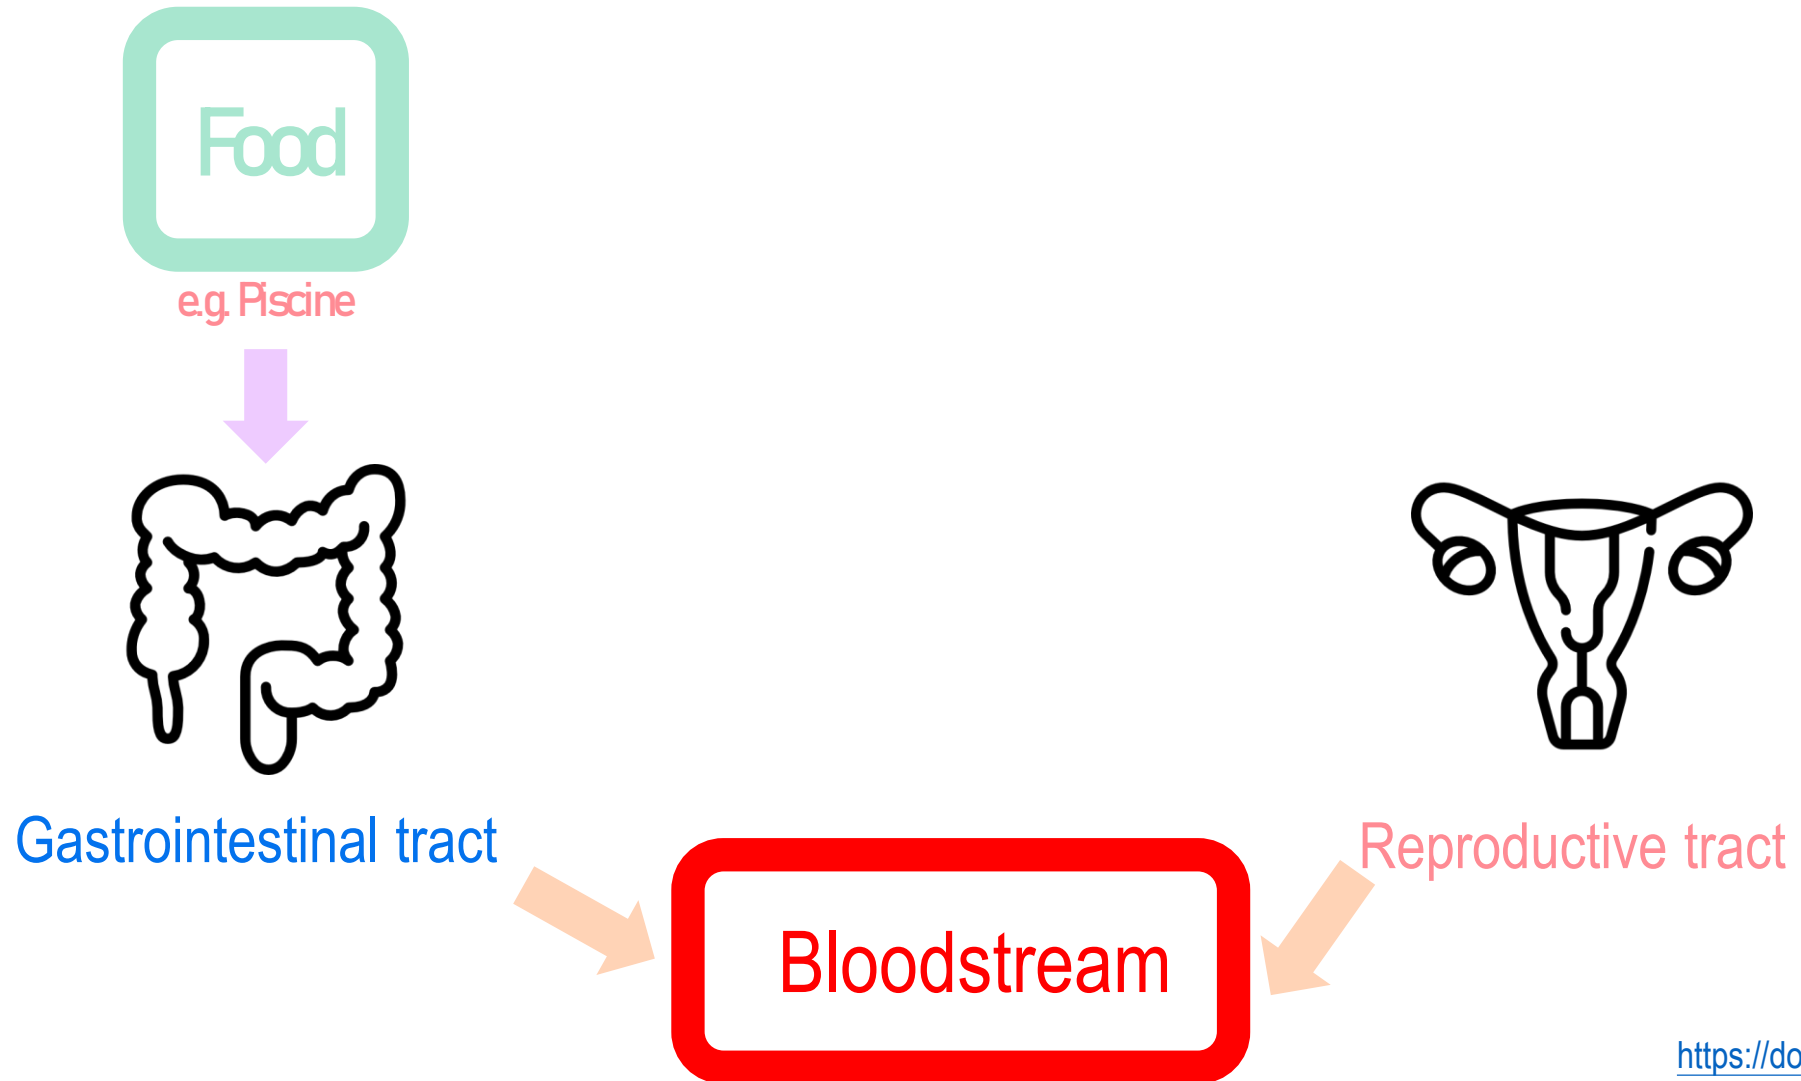 Food
e.g. Piscine
Gastrointestinal tract
Reproductive tract
Bloodstream
https://do